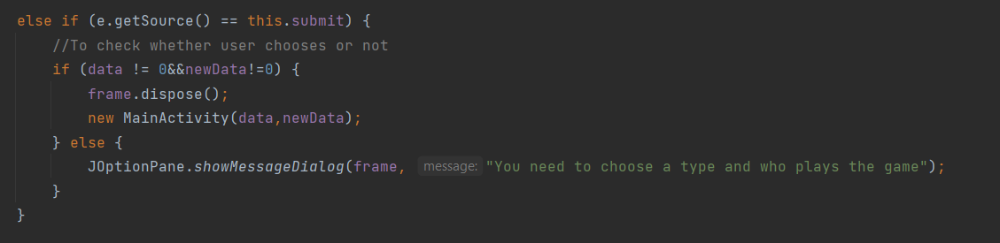 else if (e.getSource() == this.submit) {
    //To check whether user chooses or not
    if (data != 0&&newData!=0) {
        frame.dispose();
        new MainActivity(data,newData);
    } else {
        JOptionPane.showMessageDialog(frame, message: "You need to choose a type and who plays the game");
    }
}